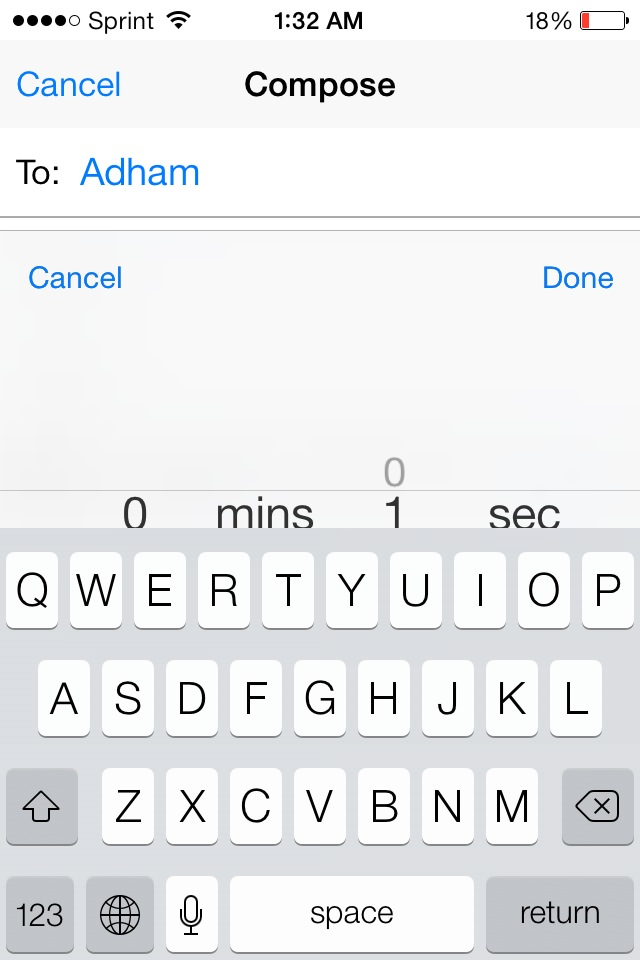 Sprint 1:32 AM 18%
Cancel Compose
To: Adham
Cancel Done
0
0 mins 1 sec
Q W E R T Y U I O P
A S D F G H J K L
Z X C V B N M
123 space return